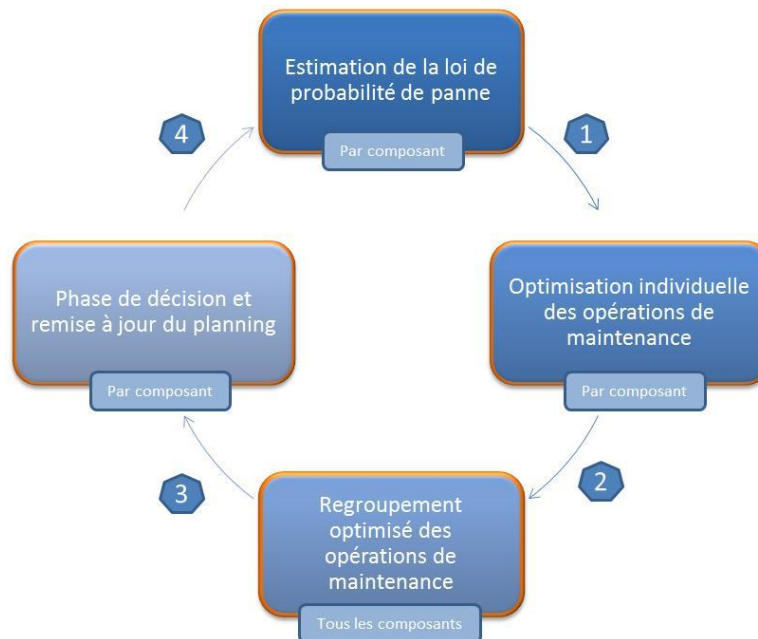 Estimation de la loi de
probabilité de panne
Par composant
1
Optimisation individuelle
des opérations de
maintenance
Par composant
2
Regroupement
optimisé des
opérations de
maintenance
Tous les composants
3
Phase de décision et
remise à jour du planning
Par composant
4